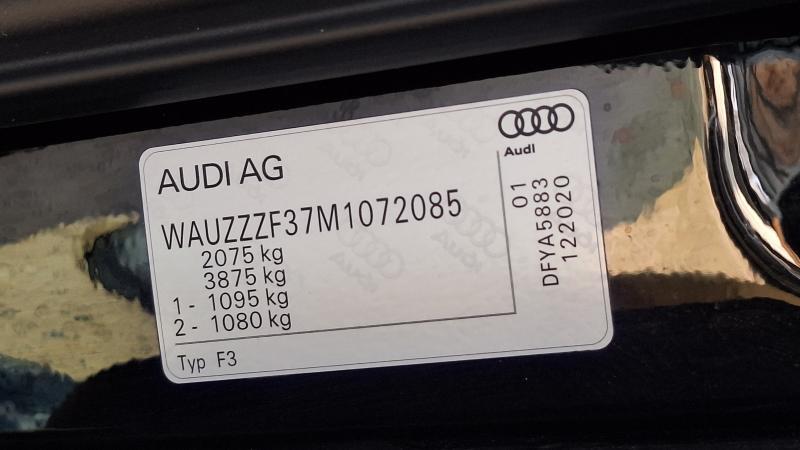 AUDI AG
Audi
WAUZZZF37M1072085
2075 kg
3875 kg
1 - 1095 kg
2 - 1080 kg
Typ F3
01
DFYA5883
122020